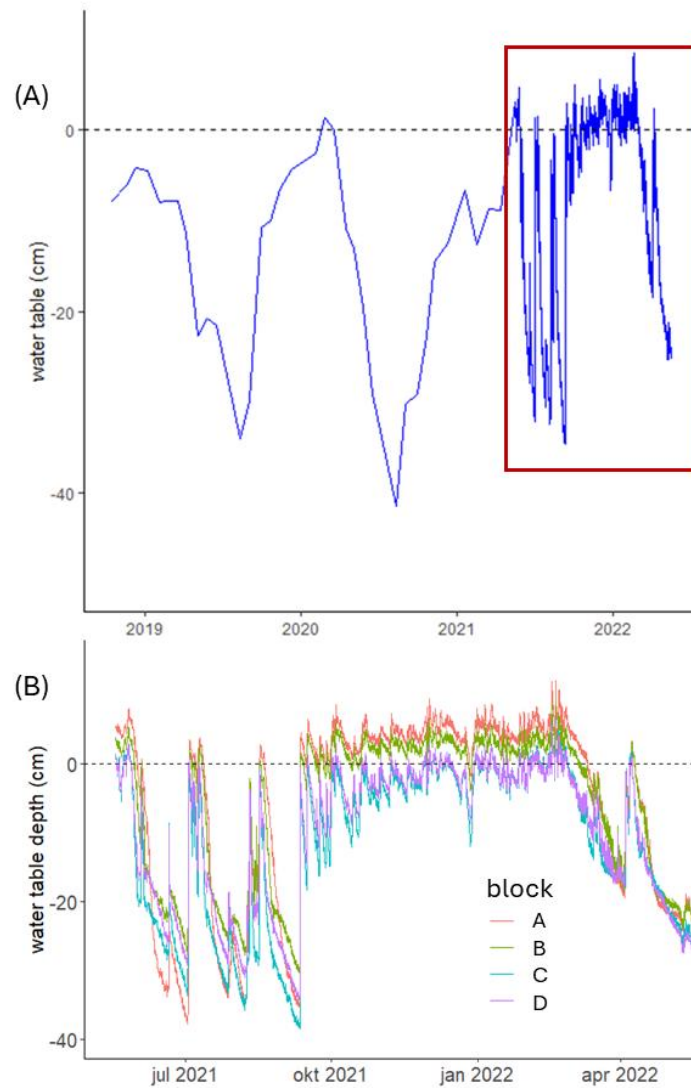 (A)
0
-20
-40
water table (cm)
2019 2020 2021 2022
(B)
0
-20
-40
water table depth (cm)
block
A
B
C
D
jul 2021 okt 2021 jan 2022 apr 2022